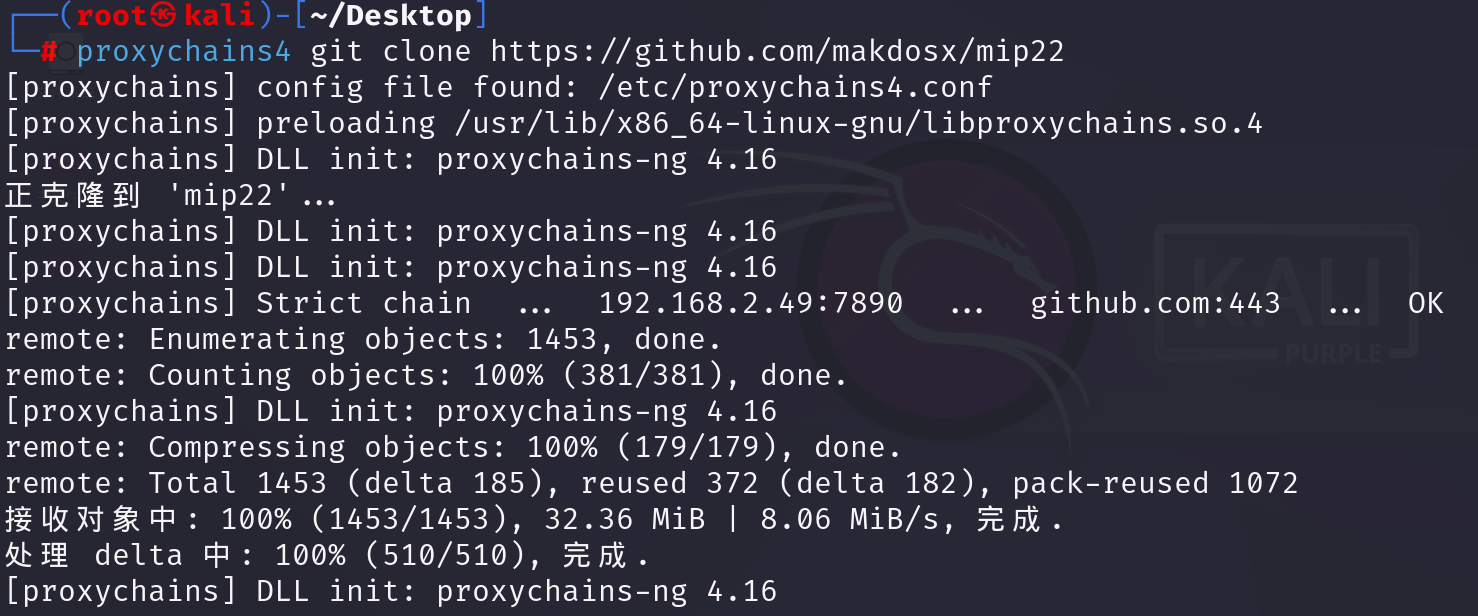 ┌──(root㉿kali)-[~/Desktop]
└─# proxychains4 git clone https://github.com/makdosx/mip22
[proxychains] config file found: /etc/proxychains4.conf
[proxychains] preloading /usr/lib/x86_64-linux-gnu/libproxychains.so.4
[proxychains] DLL init: proxychains-ng 4.16
正克隆到 'mip22'...
[proxychains] DLL init: proxychains-ng 4.16
[proxychains] DLL init: proxychains-ng 4.16
[proxychains] Strict chain  ...  192.168.2.49:7890  ...  github.com:443  ...  OK
remote: Enumerating objects: 1453, done.
remote: Counting objects: 100% (381/381), done.
[proxychains] DLL init: proxychains-ng 4.16
remote: Compressing objects: 100% (179/179), done.
remote: Total 1453 (delta 185), reused 372 (delta 182), pack-reused 1072
接收对象中: 100% (1453/1453), 32.36 MiB | 8.06 MiB/s, 完成.
处理 delta 中: 100% (510/510), 完成.
[proxychains] DLL init: proxychains-ng 4.16
KALI
PURPLE